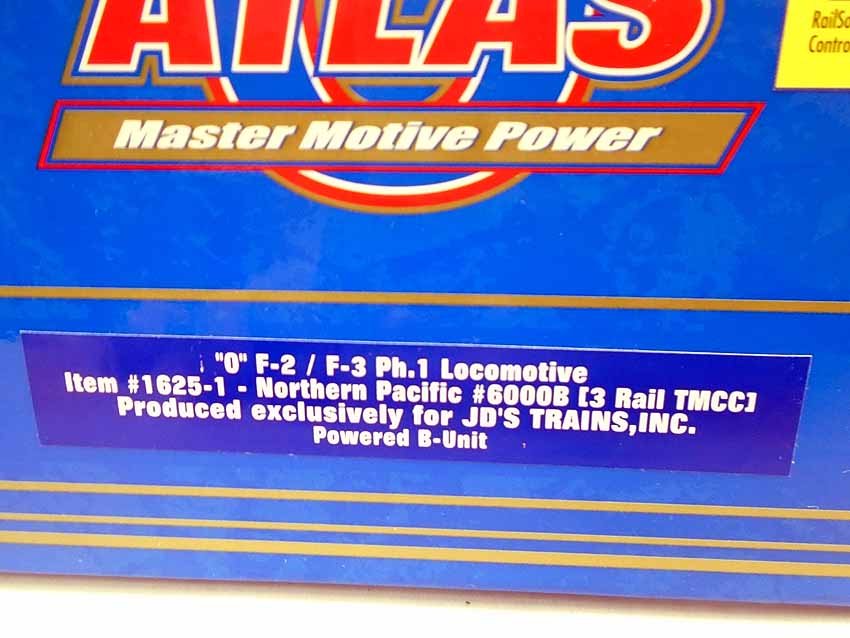 ATLAS
Master Motive Power
"O" F-2 / F-3 Ph.1 Locomotive
Item #1625-1 - Northern Pacific #6000B [3 Rail TMCC]
Produced exclusively for JD'S TRAINS,INC.
Powered B-Unit